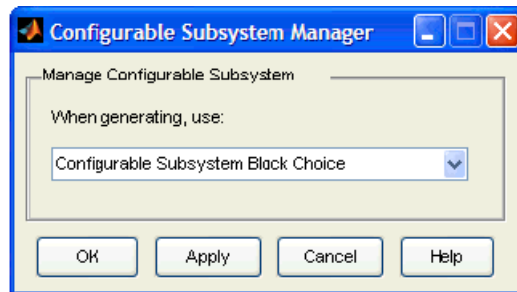 Configurable Subsystem Manager
Manage Configurable Subsystem
When generating, use:
Configurable Subsystem Block Choice
OK Apply Cancel Help